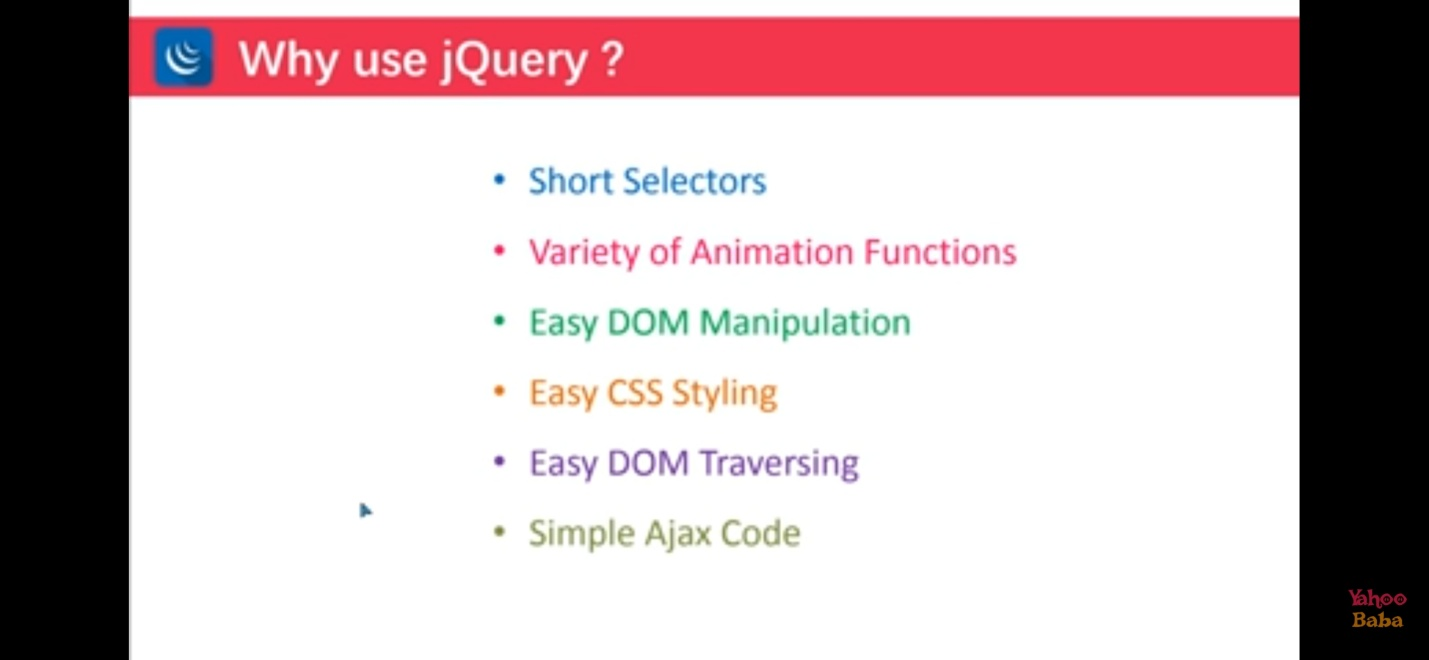 Why use jQuery ?
• Short Selectors
• Variety of Animation Functions
• Easy DOM Manipulation
• Easy CSS Styling
• Easy DOM Traversing
• Simple Ajax Code
Yahoo
Baba